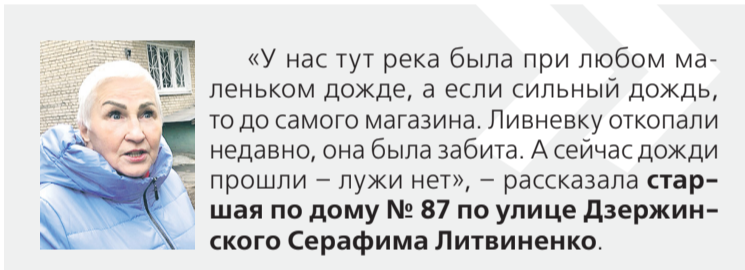 «У нас тут река была при любом ма-
леньком дожде, а если сильный дождь,
то до самого магазина. Ливневку откопали
недавно, она была забита. А сейчас дожди
прошли – лужи нет», – рассказала стар-
шая по дому № 87 по улице Дзержин-
ского Серафима Литвиненко.